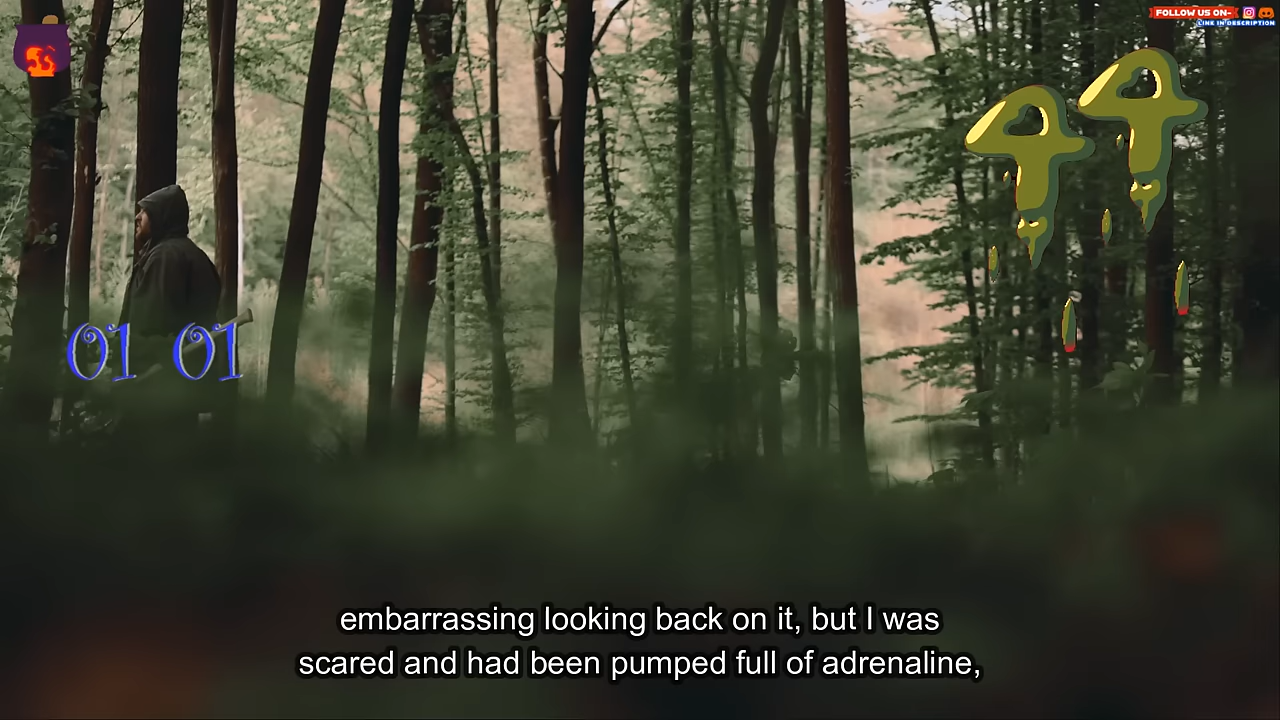 FOLLOW US ON-
LINK IN DESCRIPTION
44
01 01
embarrassing looking back on it, but I was
scared and had been pumped full of adrenaline,